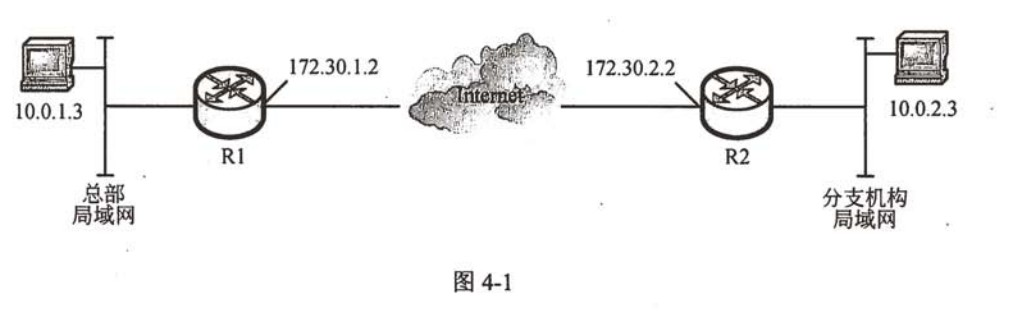 172.30.1.2
172.30.2.2
Internet
10.0.1.3
10.0.2.3
R1
R2
总部
局域网
分支机构
局域网
图 4-1